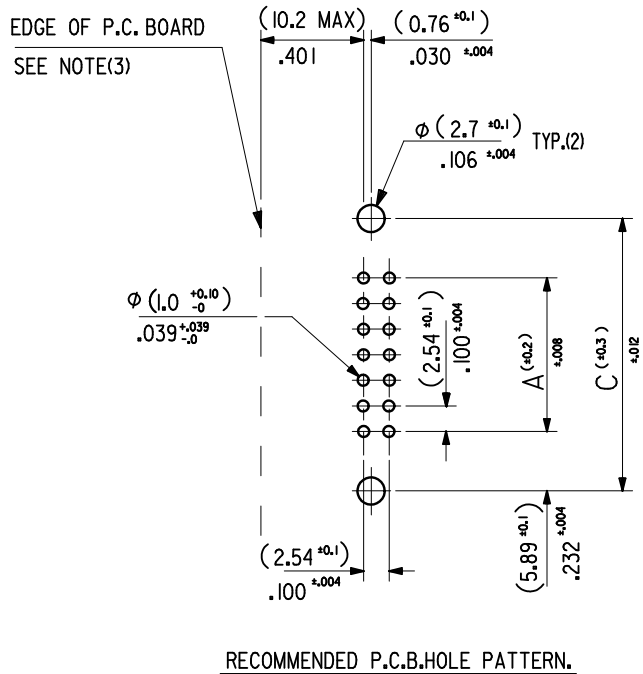 EDGE OF P.C. BOARD
SEE NOTE(3)
(10.2 MAX)
.401
(0.76 ±0.1)
.030 ±.004
ϕ (2.7 ±0.1) TYP.(2)
.106 ±.004
ϕ (1.0 +0.10 -0)
.039 +.039 -.0
(2.54 ±0.1)
.100 ±.004
A (±0.2)
±.008
C (±0.3)
±.012
(2.54 ±0.1)
.100 ±.004
(5.89 ±0.1)
.232 ±.004
RECOMMENDED P.C.B.HOLE PATTERN.